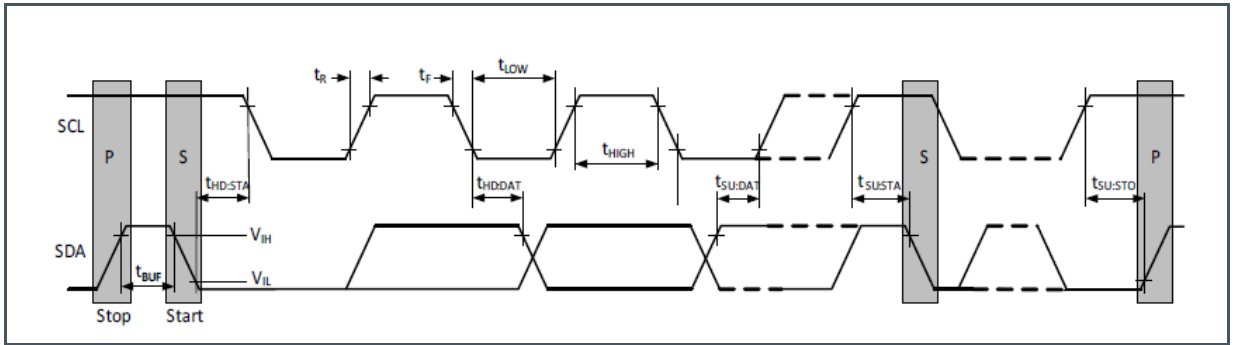 tR tF tLOW
SCL
P S tHIGH S P
tHD:STA tHD:DAT tSU:DAT tSU:STA tSU:STO
VIH
SDA
tBUF
VIL
Stop Start